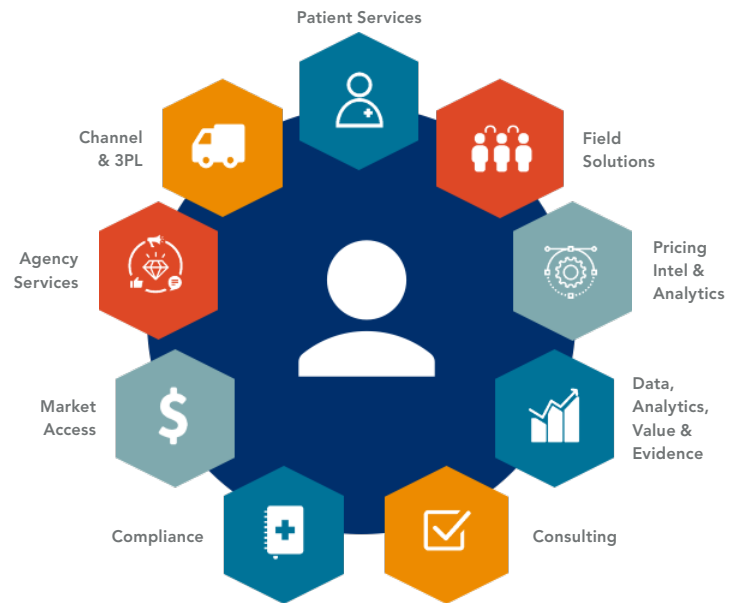 Patient Services
Channel
& 3PL
Field
Solutions
Agency
Services
Pricing
Intel &
Analytics
Market
Access
Data,
Analytics,
Value &
Evidence
Compliance
Consulting